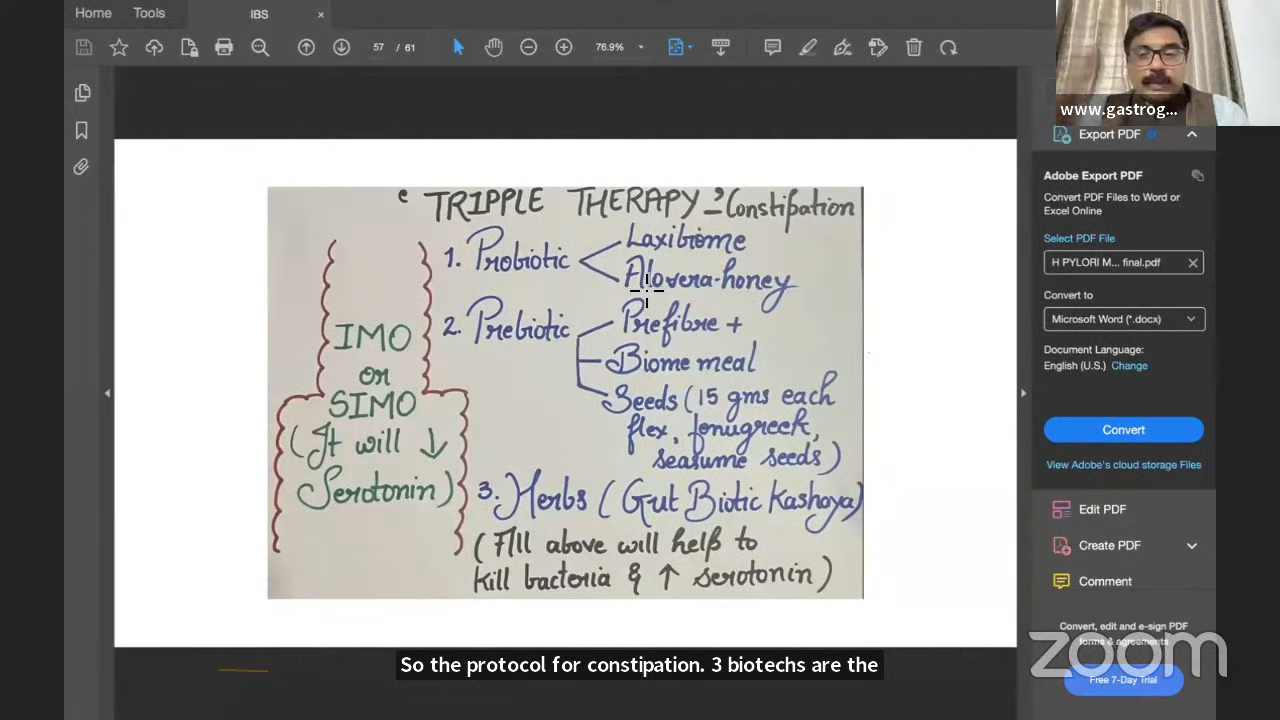 Home Tools IBS ×
57 / 61 76.9%
www.gastrog...
Export PDF
Adobe Export PDF
Convert PDF Files to Word or
Excel Online
Select PDF File
H PYLORI M... final.pdf ×
Convert to
Microsoft Word (*.docx)
Document Language:
English (U.S.) Change
Convert
View Adobe's cloud storage Files
Edit PDF
Create PDF
Comment
Convert, edit and e-sign PDF
forms & agreements
Free 7-Day Trial
zoom
‘ TRIPPLE THERAPY’ - Constipation
1. Probiotic
Laxibiome
Alovera-honey
2. Prebiotic
Prefibre +
Biome meal
Seeds (15 gms each
flex, fenugreek,
seasume seeds)
3. Herbs (Gut Biotic Kashaya)
(All above will help to
kill bacteria & ↑ serotonin)
IMO
or
SIMO
(It will ↓
Serotonin)
So the protocol for constipation. 3 biotechs are the